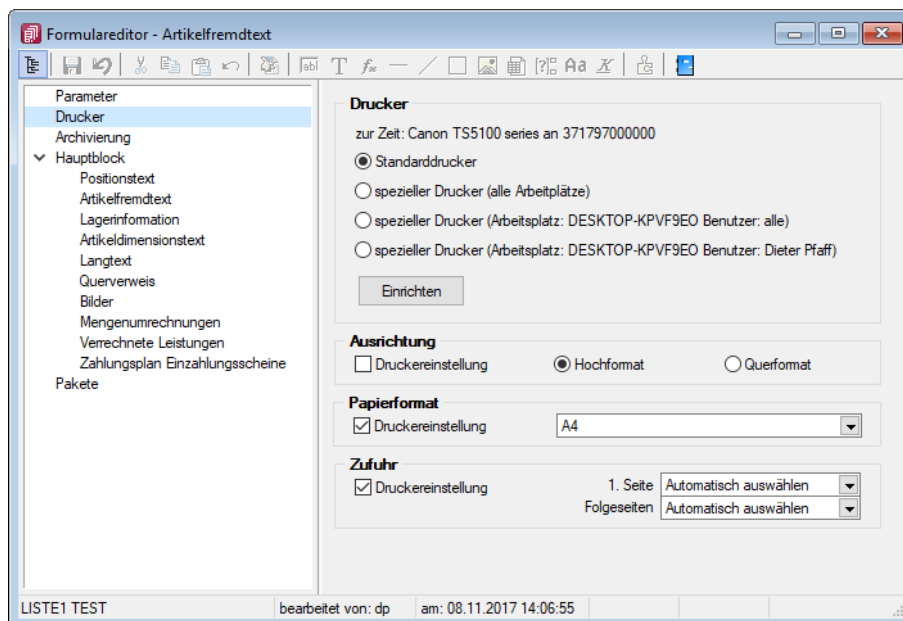 Formulareditor - Artikelfremdtext
Parameter
Drucker
Archivierung
Hauptblock
Positionstext
Artikelfremdtext
Lagerinformation
Artikeldimensionstext
Langtext
Querverweis
Bilder
Mengenumrechnungen
Verrechnete Leistungen
Zahlungsplan Einzahlungsscheine
Pakete
Drucker
zur Zeit: Canon TS5100 series an 371797000000
Standarddrucker
spezieller Drucker (alle Arbeitplätze)
spezieller Drucker (Arbeitsplatz: DESKTOP-KPVF9EO Benutzer: alle)
spezieller Drucker (Arbeitsplatz: DESKTOP-KPVF9EO Benutzer: Dieter Pfaff)
Einrichten
Ausrichtung
Druckereinstellung Hochformat Querformat
Papierformat
Druckereinstellung A4
Zufuhr
Druckereinstellung 1. Seite Automatisch auswählen
Folgeseiten Automatisch auswählen
LISTE1 TEST bearbeitet von: dp am: 08.11.2017 14:06:55